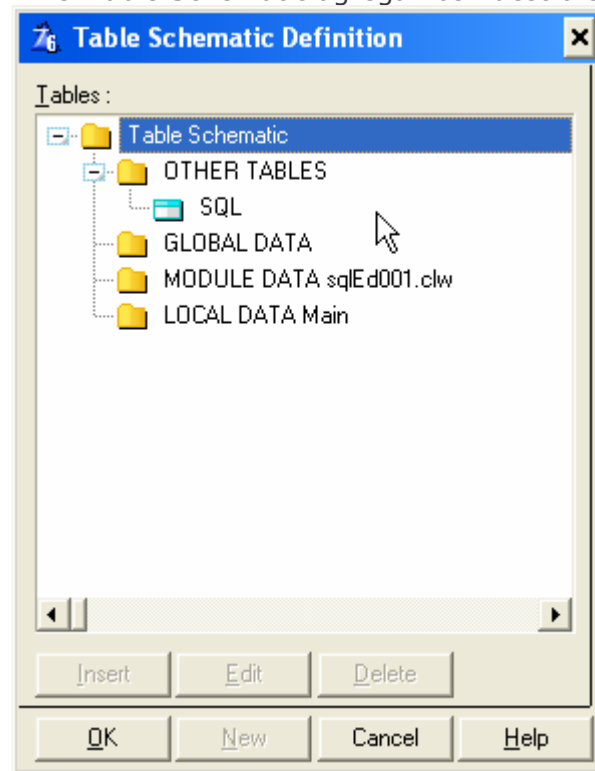 Table Schematic Definition
Tables :
Table Schematic
OTHER TABLES
SQL
GLOBAL DATA
MODULE DATA sqlEd001.clw
LOCAL DATA Main
Insert Edit Delete
OK New Cancel Help